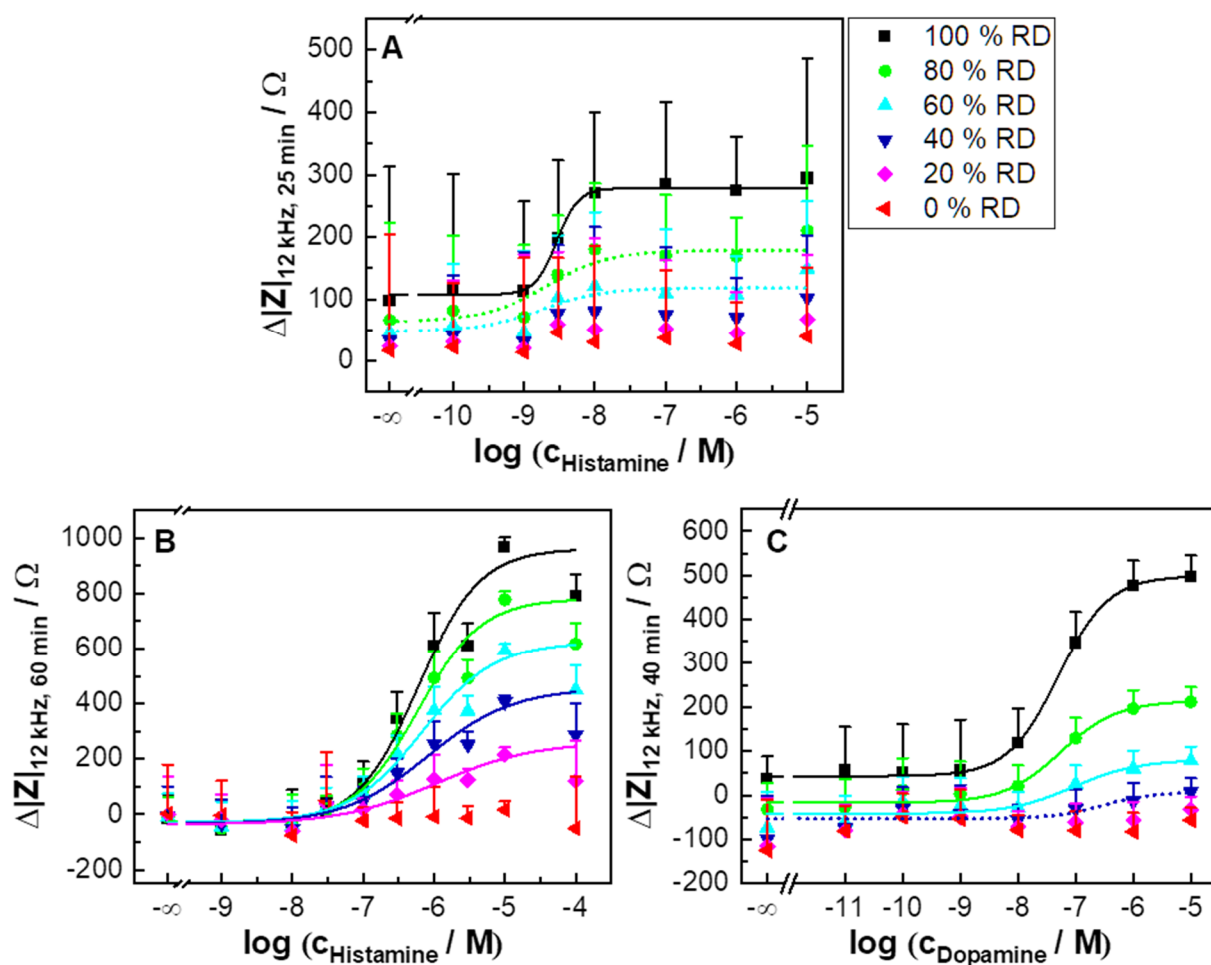 A
Δ|Z|12 kHz, 25 min / Ω
500
400
300
200
100
0
-∞ -10 -9 -8 -7 -6 -5
log (cHistamine / M)
100 % RD
80 % RD
60 % RD
40 % RD
20 % RD
0 % RD
B
Δ|Z|12 kHz, 60 min / Ω
1000
800
600
400
200
0
-200
-∞ -9 -8 -7 -6 -5 -4
log (cHistamine / M)
C
Δ|Z|12 kHz, 40 min / Ω
600
500
400
300
200
100
0
-100
-200
-∞ -11 -10 -9 -8 -7 -6 -5
log (cDopamine / M)